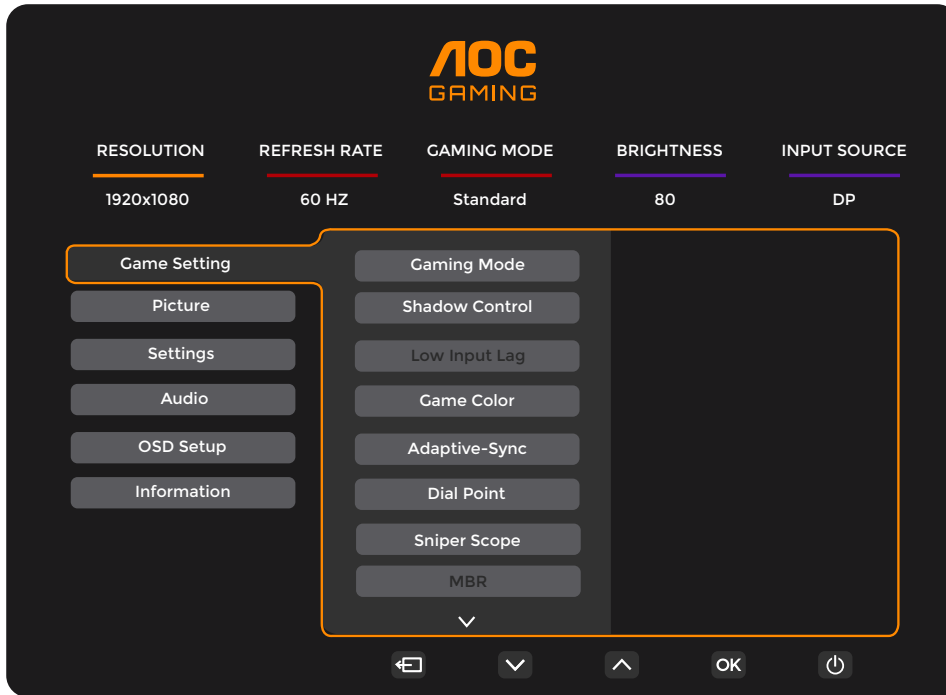 AOC
GAMING
RESOLUTION REFRESH RATE GAMING MODE BRIGHTNESS INPUT SOURCE
1920x1080 60 HZ Standard 80 DP
Game Setting
Picture
Settings
Audio
OSD Setup
Information
Gaming Mode
Shadow Control
Low Input Lag
Game Color
Adaptive-Sync
Dial Point
Sniper Scope
MBR
OK